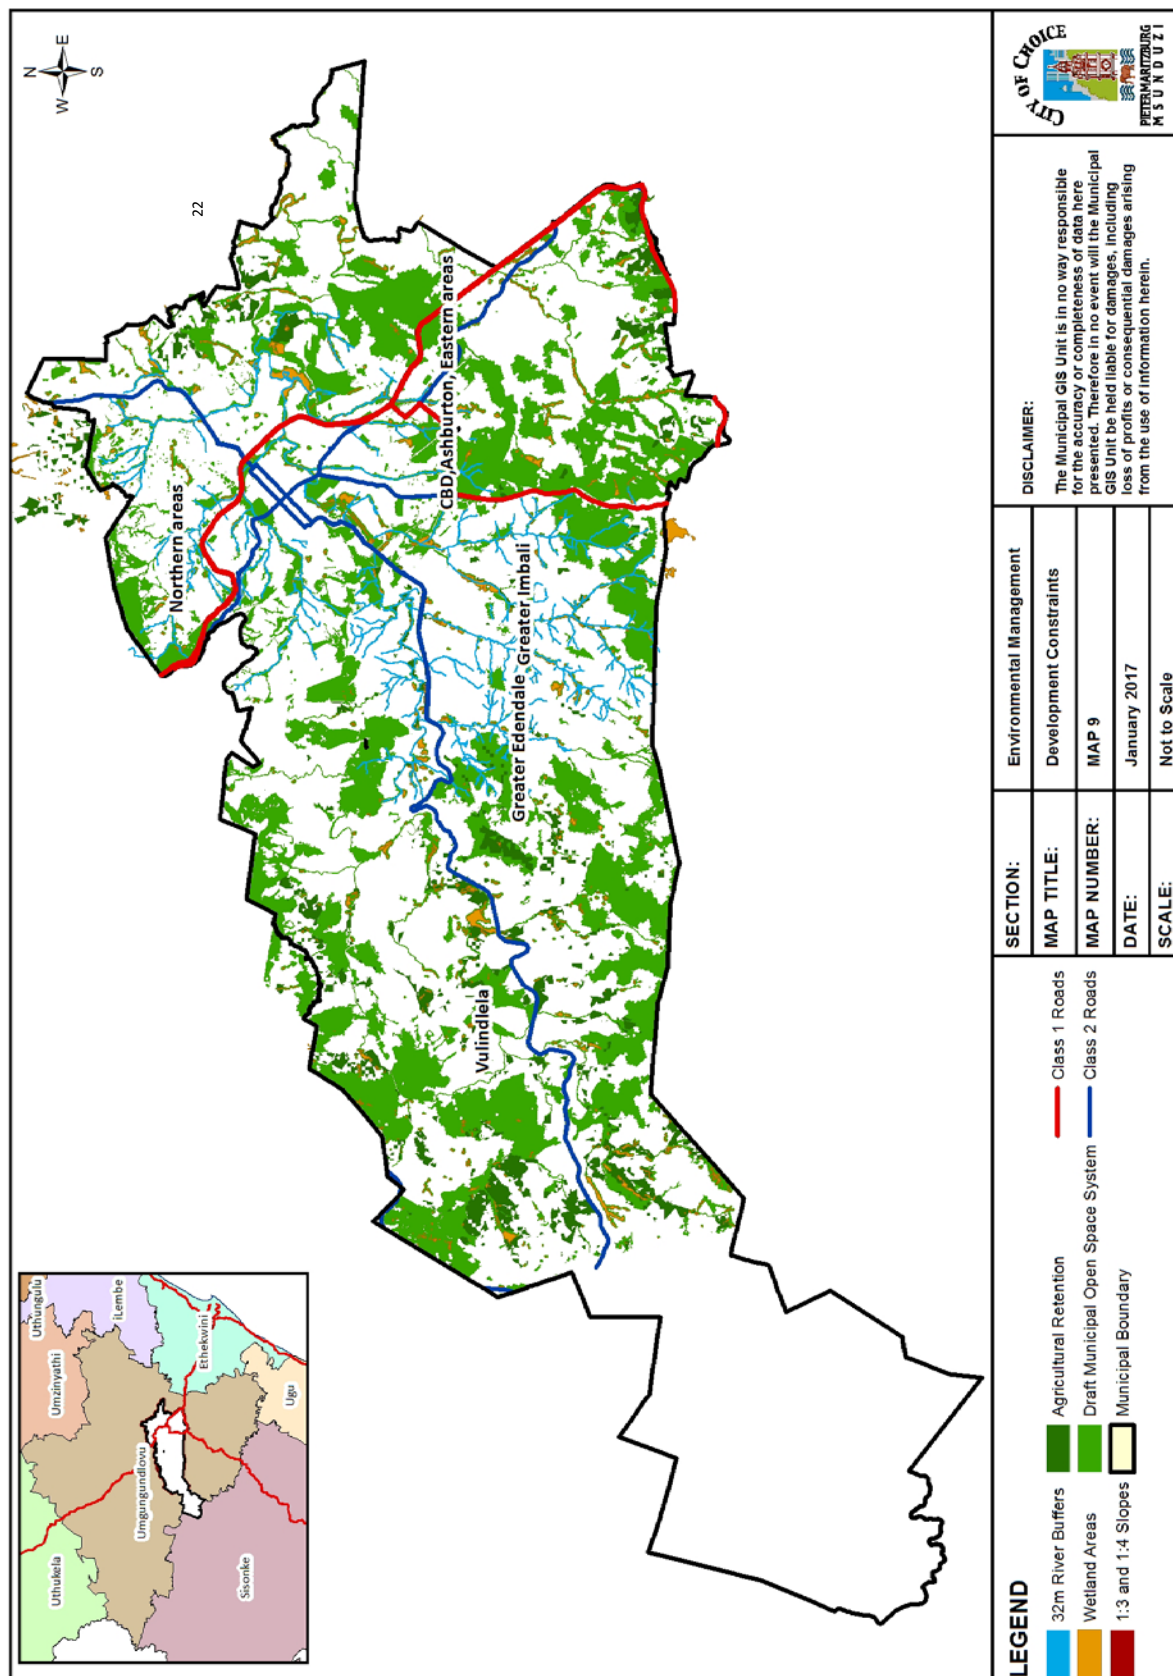 N
W E
S
22
Northern areas
CBD,Ashburton, Eastern areas
Greater Edendale Greater Imbali
Vulindlela
Uthukela
Umzinyathi
Uthungulu
iLembe
Umgungundlovu
Ethekwini
Ugu
Sisonke
LEGEND
32m River Buffers
Wetland Areas
1:3 and 1:4 Slopes
Agricultural Retention
Draft Municipal Open Space System
Municipal Boundary
Class 1 Roads
Class 2 Roads
SECTION: Environmental Management
MAP TITLE: Development Constraints
MAP NUMBER: MAP 9
DATE: January 2017
SCALE: Not to Scale
DISCLAIMER:
The Municipal GIS Unit is in no way responsible
for the accuracy or completeness of data here
presented. Therefore in no event will the Municipal
GIS Unit be held liable for damages, including
loss of profits or consequential damages arising
from the use of information herein.
CITY OF CHOICE
PIETERMARITZBURG
MSUNDUZI